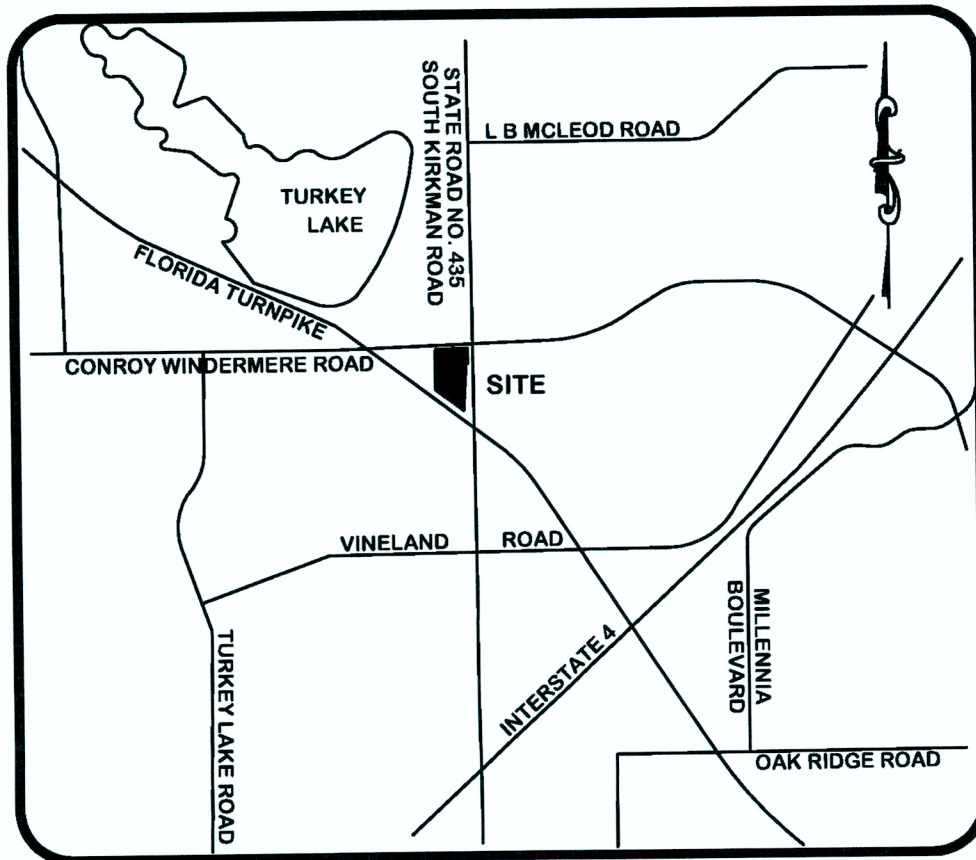 STATE ROAD NO. 435
SOUTH KIRKMAN ROAD
L B MCLEOD ROAD
TURKEY
LAKE
FLORIDA TURNPIKE
CONROY WINDERMERE ROAD
SITE
VINELAND ROAD
MILLENNIA
BOULEVARD
INTERSTATE 4
TURKEY LAKE ROAD
OAK RIDGE ROAD